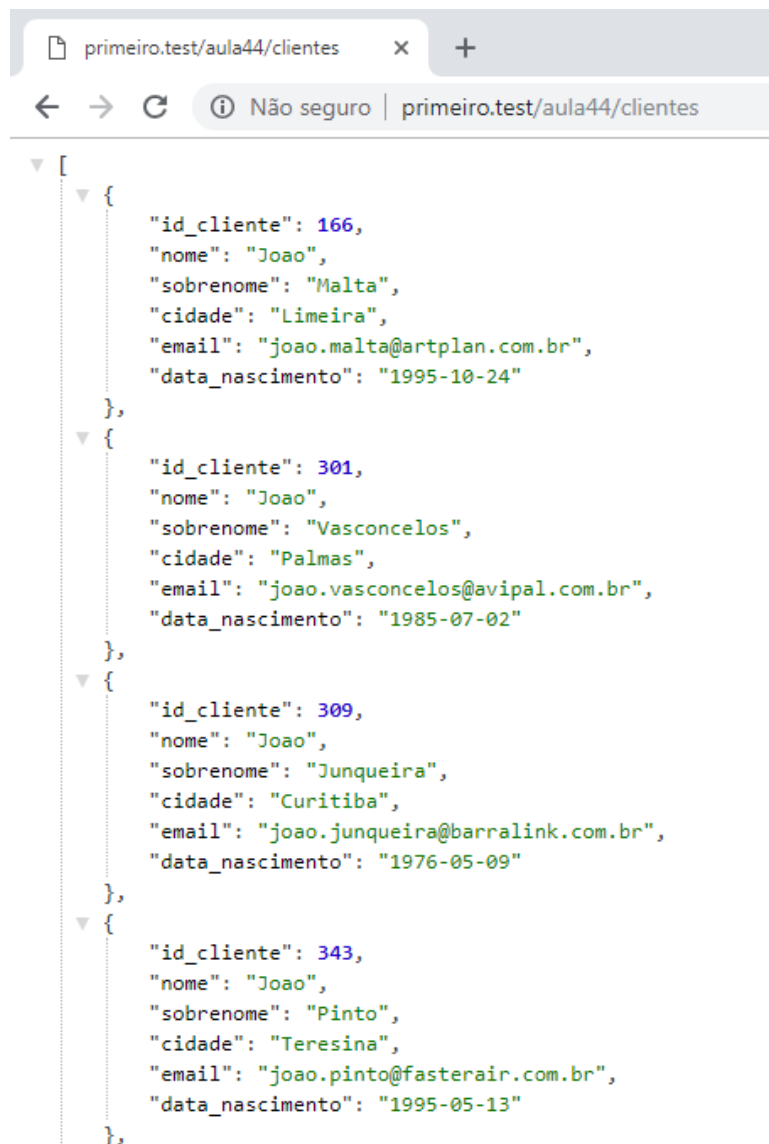 primeiro.test/aula44/clientes
Não seguro | primeiro.test/aula44/clientes
[
{
"id_cliente": 166,
"nome": "Joao",
"sobrenome": "Malta",
"cidade": "Limeira",
"email": "joao.malta@artplan.com.br",
"data_nascimento": "1995-10-24"
},
{
"id_cliente": 301,
"nome": "Joao",
"sobrenome": "Vasconcelos",
"cidade": "Palmas",
"email": "joao.vasconcelos@avipal.com.br",
"data_nascimento": "1985-07-02"
},
{
"id_cliente": 309,
"nome": "Joao",
"sobrenome": "Junqueira",
"cidade": "Curitiba",
"email": "joao.junqueira@barralink.com.br",
"data_nascimento": "1976-05-09"
},
{
"id_cliente": 343,
"nome": "Joao",
"sobrenome": "Pinto",
"cidade": "Teresina",
"email": "joao.pinto@fasterair.com.br",
"data_nascimento": "1995-05-13"
},